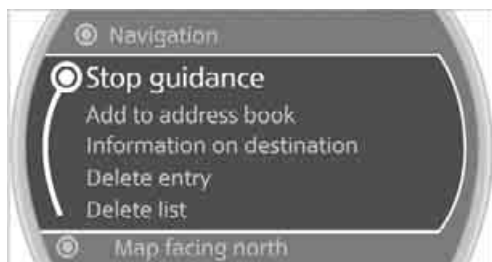 Navigation
Stop guidance
Add to address book
Information on destination
Delete entry
Delete list
Map facing north